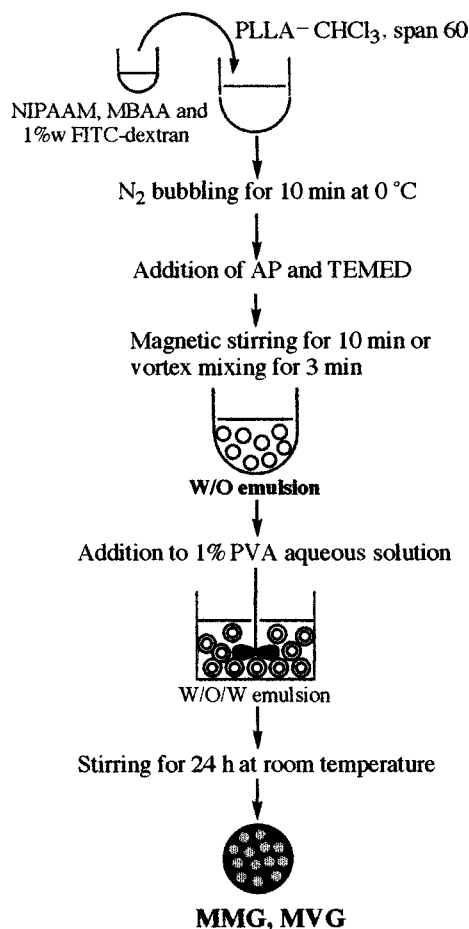 PLLA－CHCl₃, span 60
NIPAAM, MBAA and
1%w FITC-dextran
N₂ bubbling for 10 min at 0 °C
Addition of AP and TEMED
Magnetic stirring for 10 min or
vortex mixing for 3 min
W/O emulsion
Addition to 1% PVA aqueous solution
W/O/W emulsion
Stirring for 24 h at room temperature
MMG, MVG